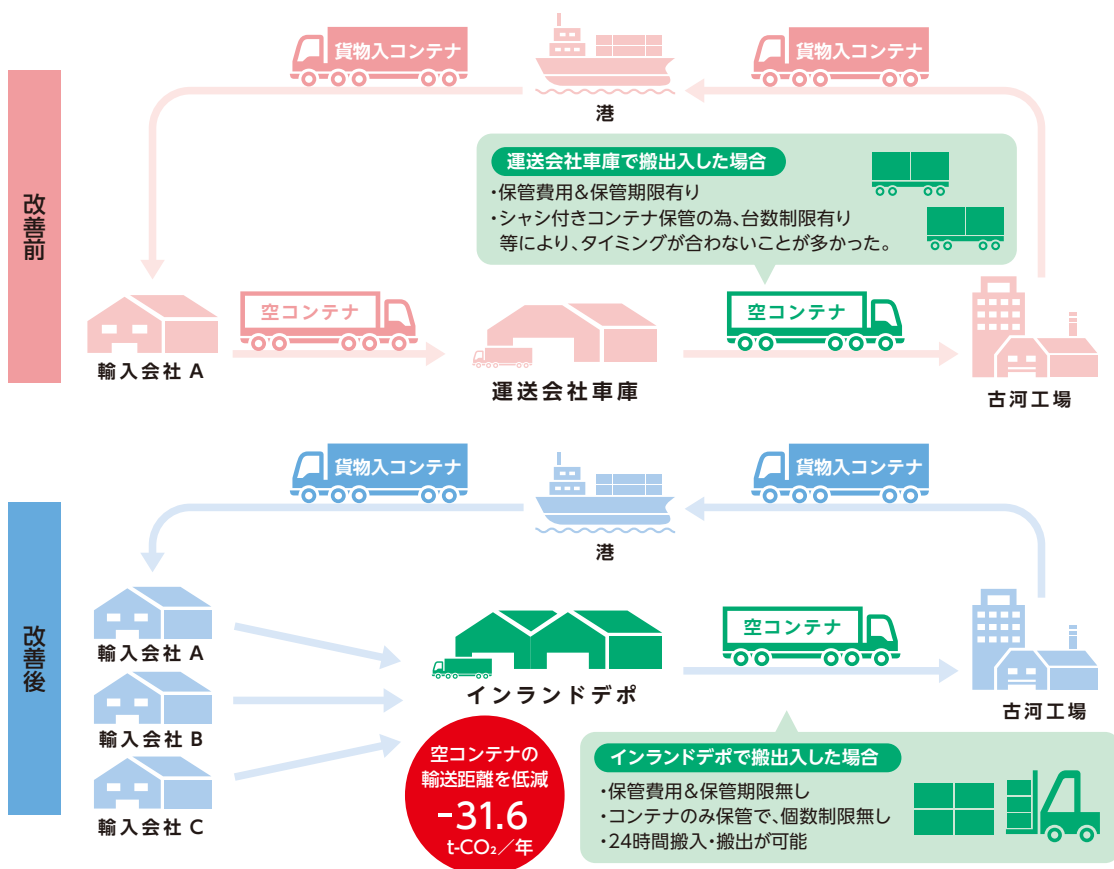 改善前
貨物入コンテナ
貨物入コンテナ
港
運送会社車庫で搬出入した場合
・保管費用&保管期限有り
・シャシ付きコンテナ保管の為、台数制限有り
等により、タイミングが合わないことが多かった。
空コンテナ
空コンテナ
輸入会社 A
運送会社車庫
古河工場
改善後
貨物入コンテナ
貨物入コンテナ
港
輸入会社 A
輸入会社 B
輸入会社 C
インランドデポ
空コンテナ
古河工場
空コンテナの
輸送距離を低減
-31.6
t-CO₂/年
インランドデポで搬出入した場合
・保管費用&保管期限無し
・コンテナのみ保管で、個数制限無し
・24時間搬入・搬出が可能